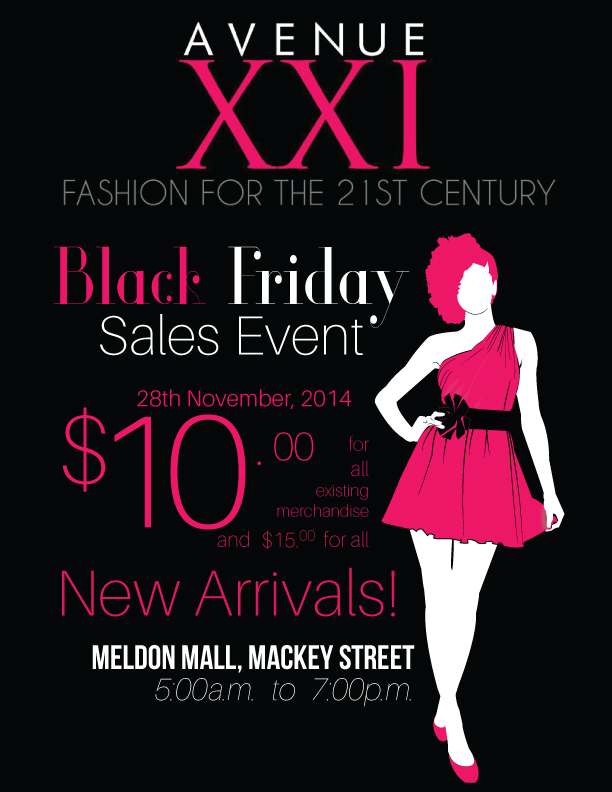 AVENUE
XXI
FASHION FOR THE 21ST CENTURY
Black Friday
Sales Event
28th November, 2014
$10.00 for
all
existing
merchandise
and $15.00 for all
New Arrivals!
MELDON MALL, MACKEY STREET
5:00a.m. to 7:00p.m.